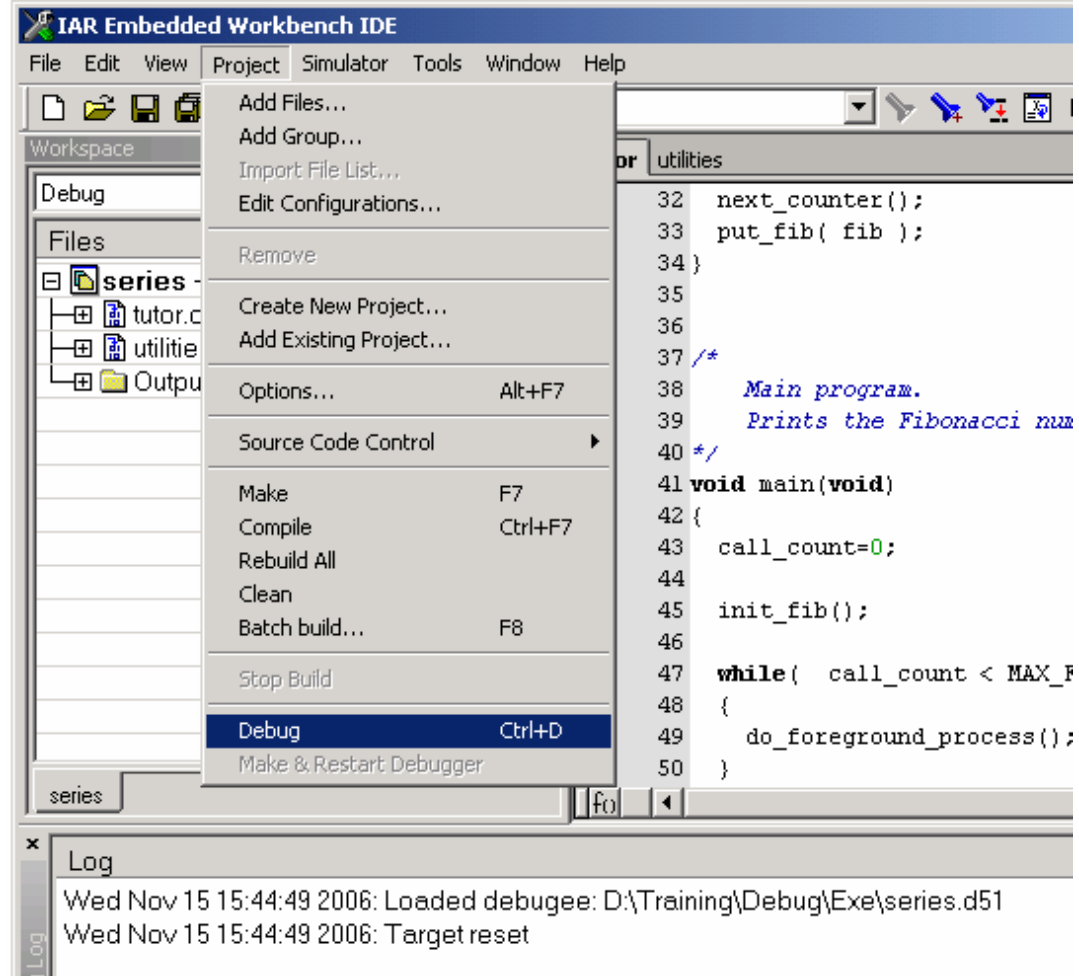 IAR Embedded Workbench IDE
File Edit View Project Simulator Tools Window Help
Workspace
Debug
Files
series -
tutor.c
utilitie
Outpu
series
Add Files...
Add Group...
Import File List...
Edit Configurations...
Remove
Create New Project...
Add Existing Project...
Options... Alt+F7
Source Code Control
Make F7
Compile Ctrl+F7
Rebuild All
Clean
Batch build... F8
Stop Build
Debug Ctrl+D
Make & Restart Debugger
or utilities
32 next_counter();
33 put_fib( fib );
34 }
35
36
37 /*
38 Main program.
39 Prints the Fibonacci num
40 */
41 void main(void)
42 {
43 call_count=0;
44
45 init_fib();
46
47 while( call_count < MAX_F
48 {
49 do_foreground_process();
50 }
fo
Log
Wed Nov 15 15:44:49 2006: Loaded debugee: D:\Training\Debug\Exe\series.d51
Wed Nov 15 15:44:49 2006: Target reset
Log